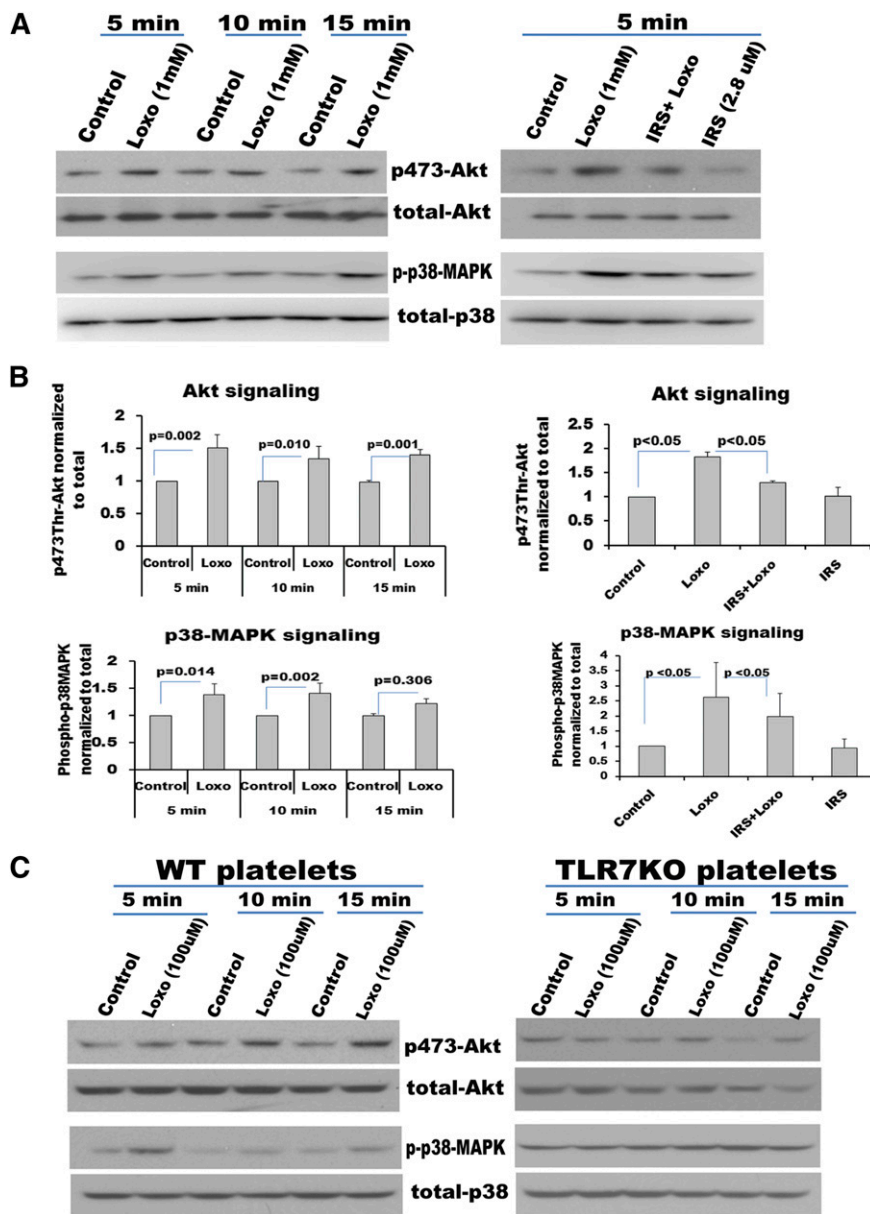 A
5 min 10 min 15 min
Control Loxo (1mM) Control Loxo (1mM) Control Loxo (1mM)
5 min
Control Loxo (1mM) IRS+ Loxo IRS (2.8 uM)
p473-Akt
total-Akt
p-p38-MAPK
total-p38
B
Akt signaling
p473Thr-Akt normalized
to total
2
1.5
1
0.5
0
p=0.002 p=0.010 p=0.001
Control Loxo Control Loxo Control Loxo
5 min 10 min 15 min
Akt signaling
p473Thr-Akt
normalized to total
2.5
2
1.5
1
0.5
0
p<0.05 p<0.05
Control Loxo IRS+Loxo IRS
p38-MAPK signaling
Phospho-p38MAPK
normalized to total
2
1.5
1
0.5
0
p=0.014 p=0.002 p=0.306
Control Loxo Control Loxo Control Loxo
5 min 10 min 15 min
p38-MAPK signaling
Phospho-p38MAPK
normalized to total
4
3.5
3
2.5
2
1.5
1
0.5
0
p <0.05 p <0.05
Control Loxo IRS+Loxo IRS
C
WT platelets
5 min 10 min 15 min
Control Loxo (100uM) Control Loxo (100uM) Control Loxo (100uM)
TLR7KO platelets
5 min 10 min 15 min
Control Loxo (100uM) Control Loxo (100uM) Control Loxo (100uM)
p473-Akt
total-Akt
p-p38-MAPK
total-p38